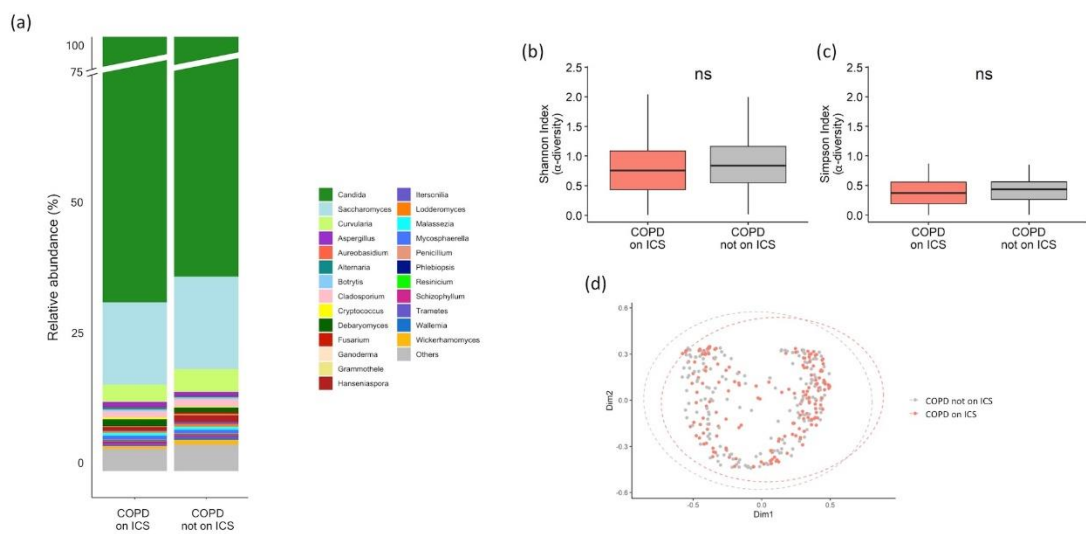 (a)
100
75
50
25
0
Relative abundance (%)
COPD
on ICS
COPD
not on ICS
Candida
Saccharomyces
Curvularia
Aspergillus
Aureobasidium
Alternaria
Botrytis
Cladosporium
Cryptococcus
Debaryomyces
Fusarium
Ganoderma
Grammothele
Hanseniaspora
Itersonilia
Lodderomyces
Malassezia
Mycosphaerella
Penicillium
Phlebiopsis
Resinicium
Schizophyllum
Trametes
Wallemia
Wickerhamomyces
Others
(b)
ns
2.5
2.0
1.5
1.0
0.5
0.0
Shannon Index
(α-diversity)
COPD
on ICS
COPD
not on ICS
(c)
ns
2.5
2.0
1.5
1.0
0.5
0.0
Simpson Index
(α-diversity)
COPD
on ICS
COPD
not on ICS
(d)
0.6
0.3
0.0
-0.3
-0.6
Dim2
-0.5
0.0
0.5
Dim1
COPD not on ICS
COPD on ICS